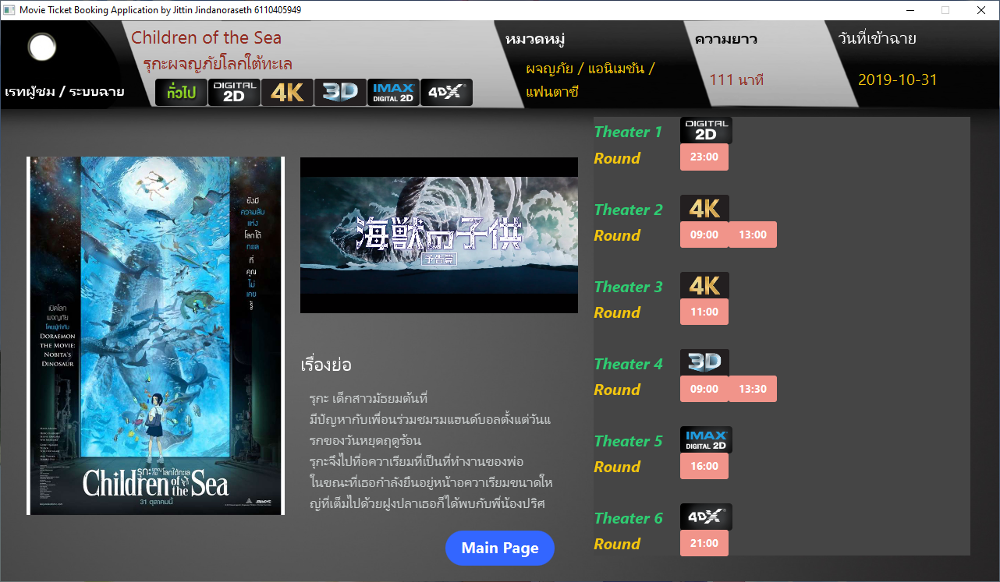 Movie Ticket Booking Application by Jittin Jindanoraseth 6110405949
Children of the Sea
รุกะผจญภัยโลกใต้ทะเล
เรทผู้ชม / ระบบฉาย
ทั่วไป
DIGITAL 2D
4K
3D
IMAX DIGITAL 2D
4DX
หมวดหมู่
ผจญภัย / แอนิเมชัน /
แฟนตาซี
ความยาว
111 นาที
วันที่เข้าฉาย
2019-10-31
ยังมี
ความลับ
แห่ง
โลกใต้
ทะเล
ที่
คุณ
ไม่
เคย
รู้
เปิดโลก
ผจญภัย
โดยผู้กำกับ
DORAEMON
THE MOVIE:
NOBITA'S
DINOSAUR
รุกะ โลกใต้ทะเล
Children of the Sea
31 ตุลาคมนี้
海獣の子供
予告篇
เรื่องย่อ
รุกะ เด็กสาวมัธยมต้นที่
มีปัญหากับเพื่อนร่วมชมรมแฮนด์บอลตั้งแต่วันแ
รกของวันหยุดฤดูร้อน
รุกะจึงไปที่อควาเรียมที่เป็นที่ทำงานของพ่อ
ในขณะที่เธอกำลังยืนอยู่หน้าอควาเรียมขนาดให
ญ่ที่เต็มไปด้วยฝูงปลาเธอก็ได้พบกับพี่น้องปริศ
Main Page
Theater 1
DIGITAL 2D
Round
23:00
Theater 2
4K
Round
09:00 13:00
Theater 3
4K
Round
11:00
Theater 4
3D
Round
09:00 13:30
Theater 5
IMAX DIGITAL 2D
Round
16:00
Theater 6
4DX
Round
21:00